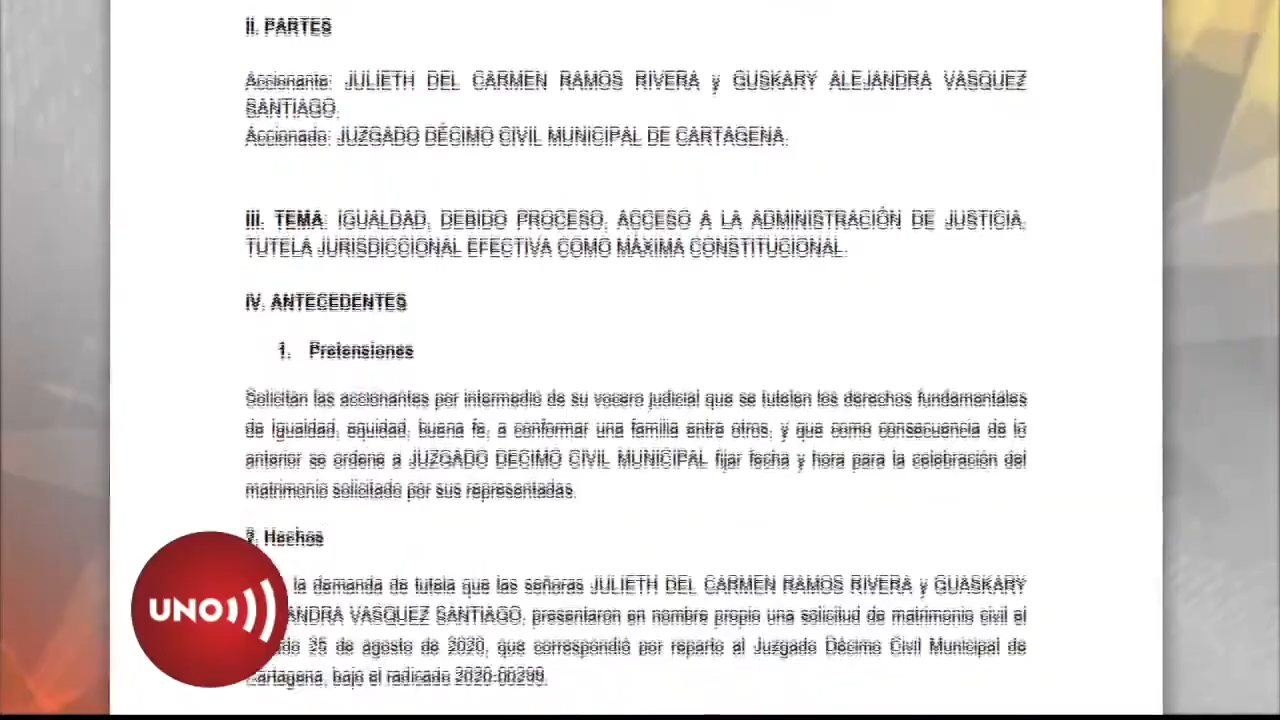 II. PARTES
Accionante: JULIETH DEL CARMEN RAMOS RIVERA y GUSKARY ALEJANDRA VASQUEZ
SANTIAGO.
Accionado: JUZGADO DÉCIMO CIVIL MUNICIPAL DE CARTAGENA.
III. TEMA: IGUALDAD, DEBIDO PROCESO, ACCESO A LA ADMINISTRACIÓN DE JUSTICIA,
TUTELA JURISDICCIONAL EFECTIVA COMO MÁXIMA CONSTITUCIONAL.
IV. ANTECEDENTES
1. Pretensiones
Solicitan las accionantes por intermedio de su vocero judicial que se tutelen los derechos fundamentales
de igualdad, equidad, buena fe, a conformar una familia entre otros, y que como consecuencia de lo
anterior se ordene a JUZGADO DECIMO CIVIL MUNICIPAL fijar fecha y hora para la celebración del
matrimonio solicitado por sus representadas.
2. Hechos
la demanda de tutela que las señoras JULIETH DEL CARMEN RAMOS RIVERA y GUASKARY
ANDRA VASQUEZ SANTIAGO, presentaron en nombre propio una solicitud de matrimonio civil el
do 25 de agosto de 2020, que correspondió por reparto al Juzgado Décimo Civil Municipal de
Cartagena, bajo el radicado 2020-00299.
UNO